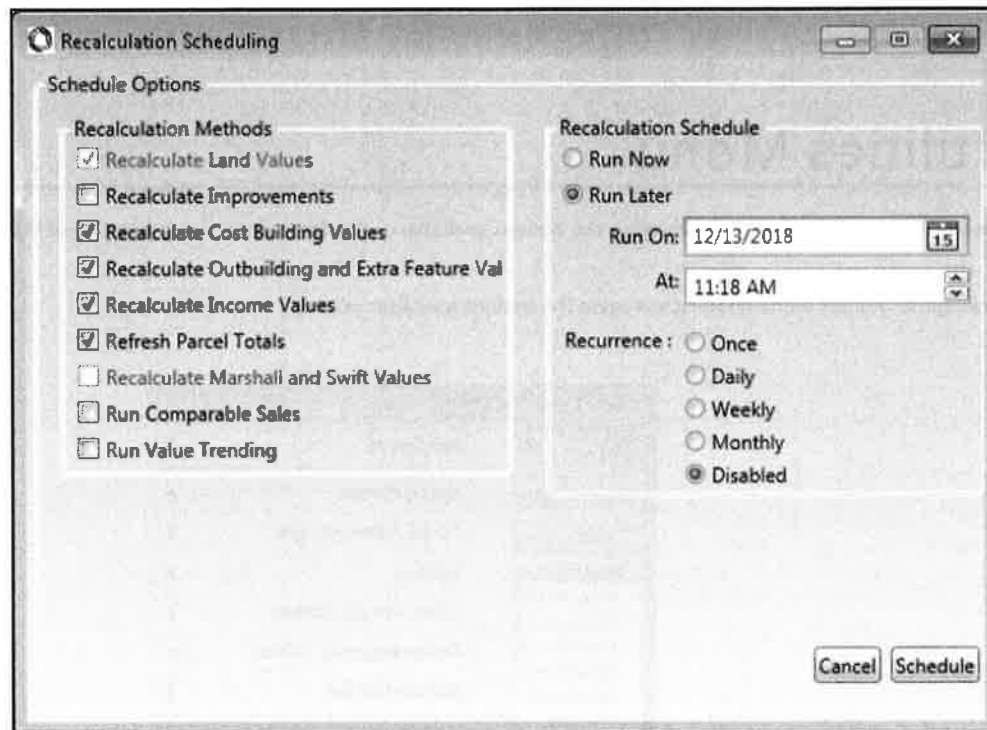 Recalculation Scheduling
Schedule Options
Recalculation Methods
Recalculate Land Values
Recalculate Improvements
Recalculate Cost Building Values
Recalculate Outbuilding and Extra Feature Val
Recalculate Income Values
Refresh Parcel Totals
Recalculate Marshall and Swift Values
Run Comparable Sales
Run Value Trending
Recalculation Schedule
Run Now
Run Later
Run On: 12/13/2018
15
At: 11:18 AM
Recurrence :
Once
Daily
Weekly
Monthly
Disabled
Cancel Schedule